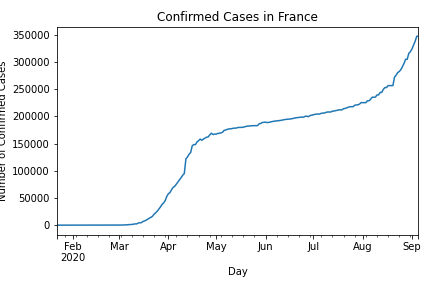 Confirmed Cases in France
Number of Confirmed Cases
350000
300000
250000
200000
150000
100000
50000
0
Feb
2020
Mar
Apr
May
Jun
Jul
Aug
Sep
Day